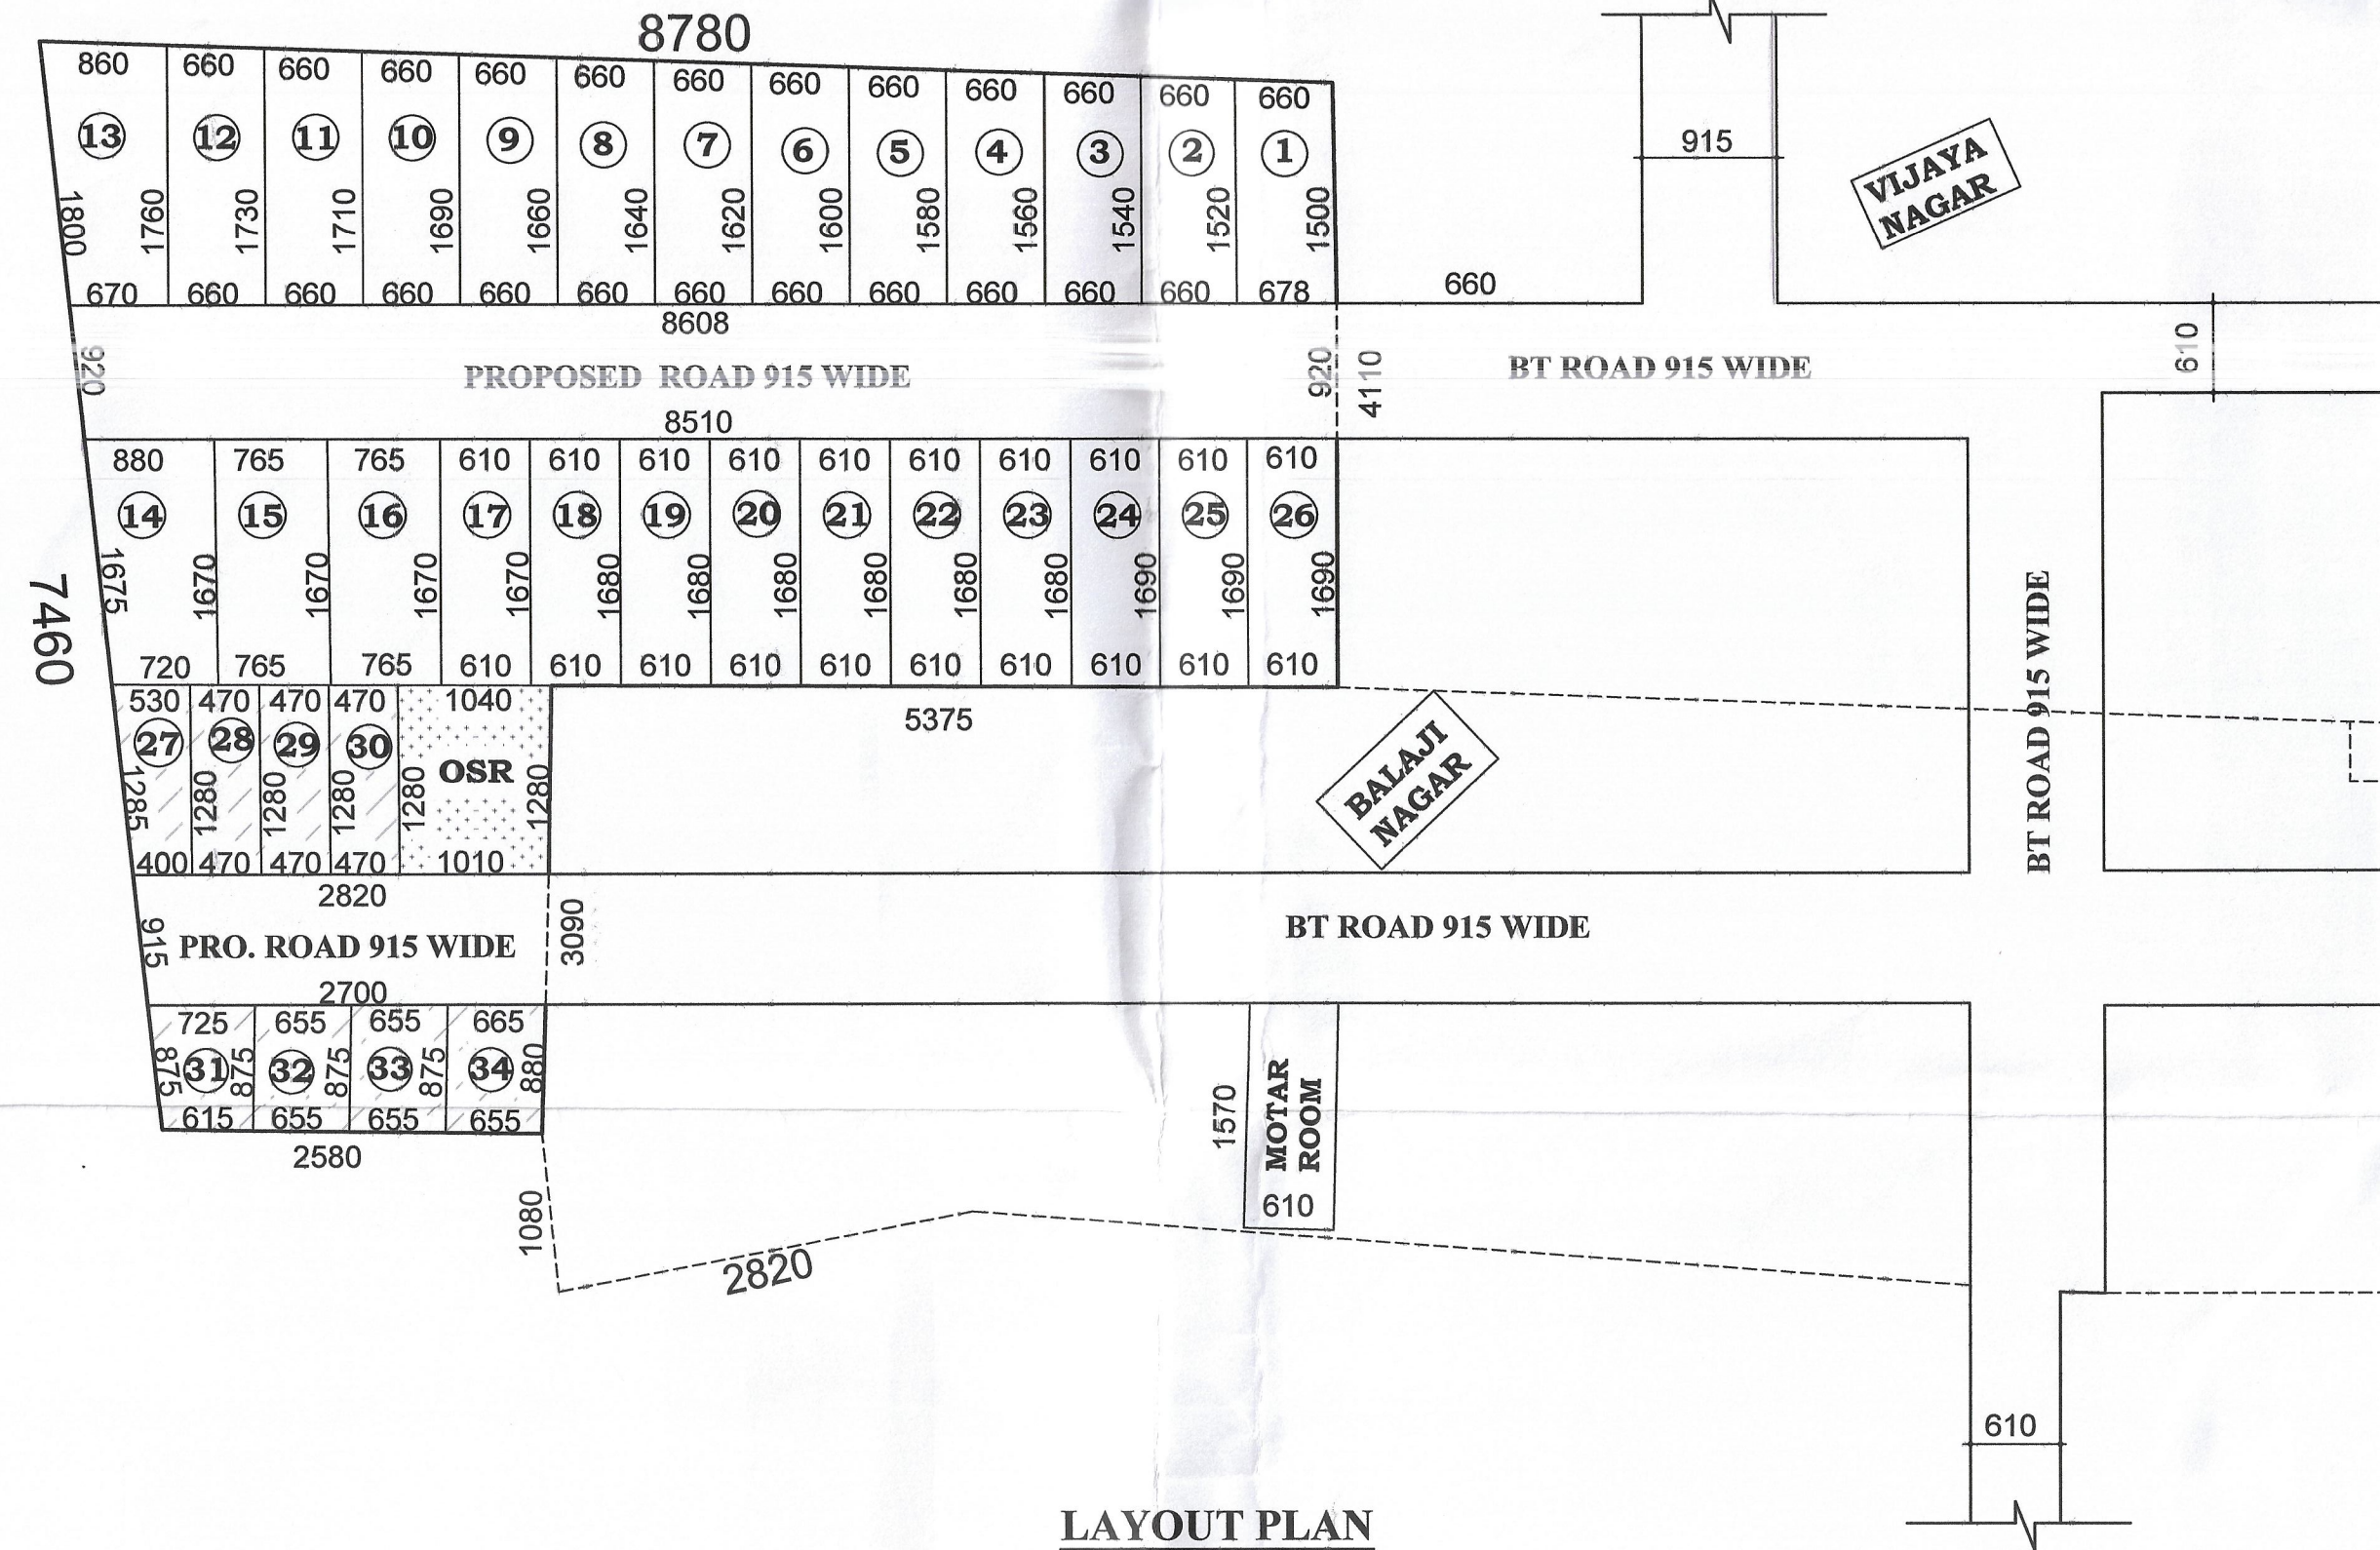 8780
860 660 660 660 660 660 660 660 660 660 660 660 660
13 12 11 10 9 8 7 6 5 4 3 2 1
915
VIJAYA
NAGAR
1800 1760 1730 1710 1690 1660 1640 1620 1600 1580 1560 1540 1520 1500
670 660 660 660 660 660 660 660 660 660 660 660 678
660
8608
610
920
PROPOSED ROAD 915 WIDE
920
4110
BT ROAD 915 WIDE
8510
880 765 765 610 610 610 610 610 610 610 610 610 610
14 15 16 17 18 19 20 21 22 23 24 25 26
1675 1670 1670 1670 1670 1680 1680 1680 1680 1680 1680 1690 1690 1690
7460
720 765 765 610 610 610 610 610 610 610 610 610 610
BT ROAD 915 WIDE
530 470 470 470 1040
5375
27 28 29 30
OSR
BALAJI
NAGAR
1285 1280 1280 1280 1280 1280
400 470 470 470 1010
2820
915
PRO. ROAD 915 WIDE
3090
BT ROAD 915 WIDE
2700
725 655 655 665
31 32 33 34
875 875 875 875 880
615 655 655 655
2580
1570
MOTAR
ROOM
610
1080
2820
610
LAYOUT PLAN